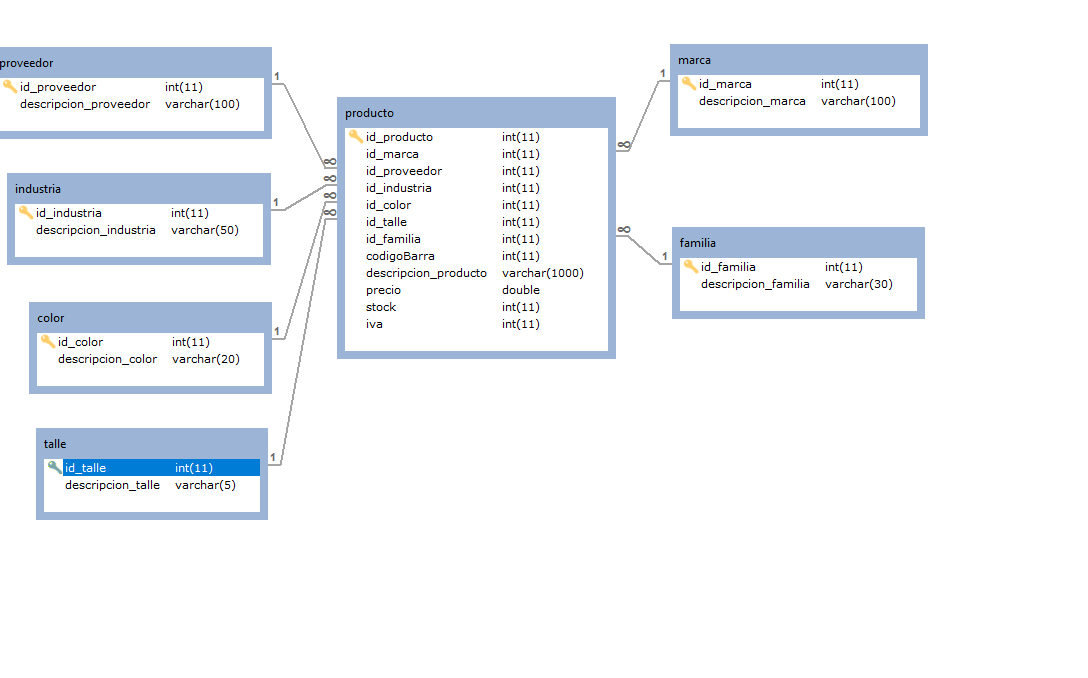 proveedor
id_proveedor int(11)
descripcion_proveedor varchar(100)
1
industria
id_industria int(11)
descripcion_industria varchar(50)
1
color
id_color int(11)
descripcion_color varchar(20)
1
talle
id_talle int(11)
descripcion_talle varchar(5)
1
producto
id_producto int(11)
id_marca int(11)
id_proveedor int(11)
id_industria int(11)
id_color int(11)
id_talle int(11)
id_familia int(11)
codigoBarra int(11)
descripcion_producto varchar(1000)
precio double
stock int(11)
iva int(11)
∞
∞
∞
∞
∞
∞
marca
id_marca int(11)
descripcion_marca varchar(100)
1
familia
id_familia int(11)
descripcion_familia varchar(30)
1